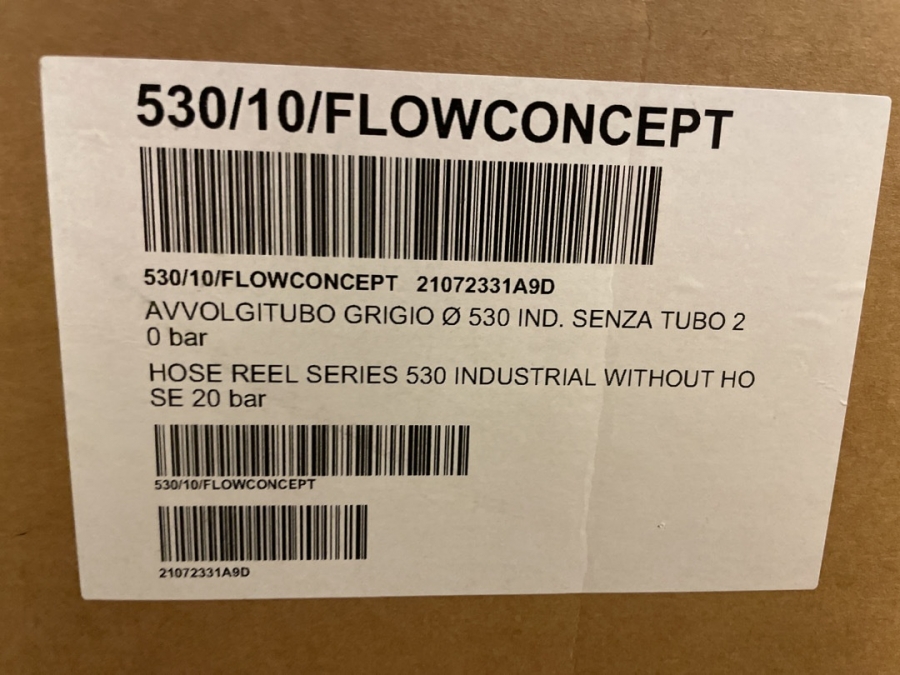 530/10/FLOWCONCEPT
530/10/FLOWCONCEPT 21072331A9D
AVVOLGITUBO GRIGIO Ø 530 IND. SENZA TUBO 2
0 bar
HOSE REEL SERIES 530 INDUSTRIAL WITHOUT HO
SE 20 bar
530/10/FLOWCONCEPT
21072331A9D